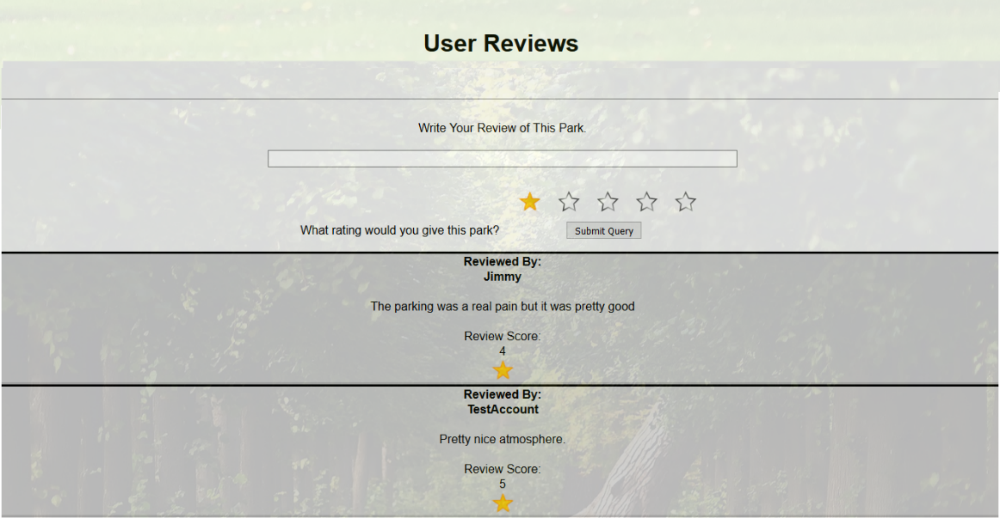 User Reviews
Write Your Review of This Park.
What rating would you give this park?
Submit Query
Reviewed By:
Jimmy
The parking was a real pain but it was pretty good
Review Score:
4
Reviewed By:
TestAccount
Pretty nice atmosphere.
Review Score:
5